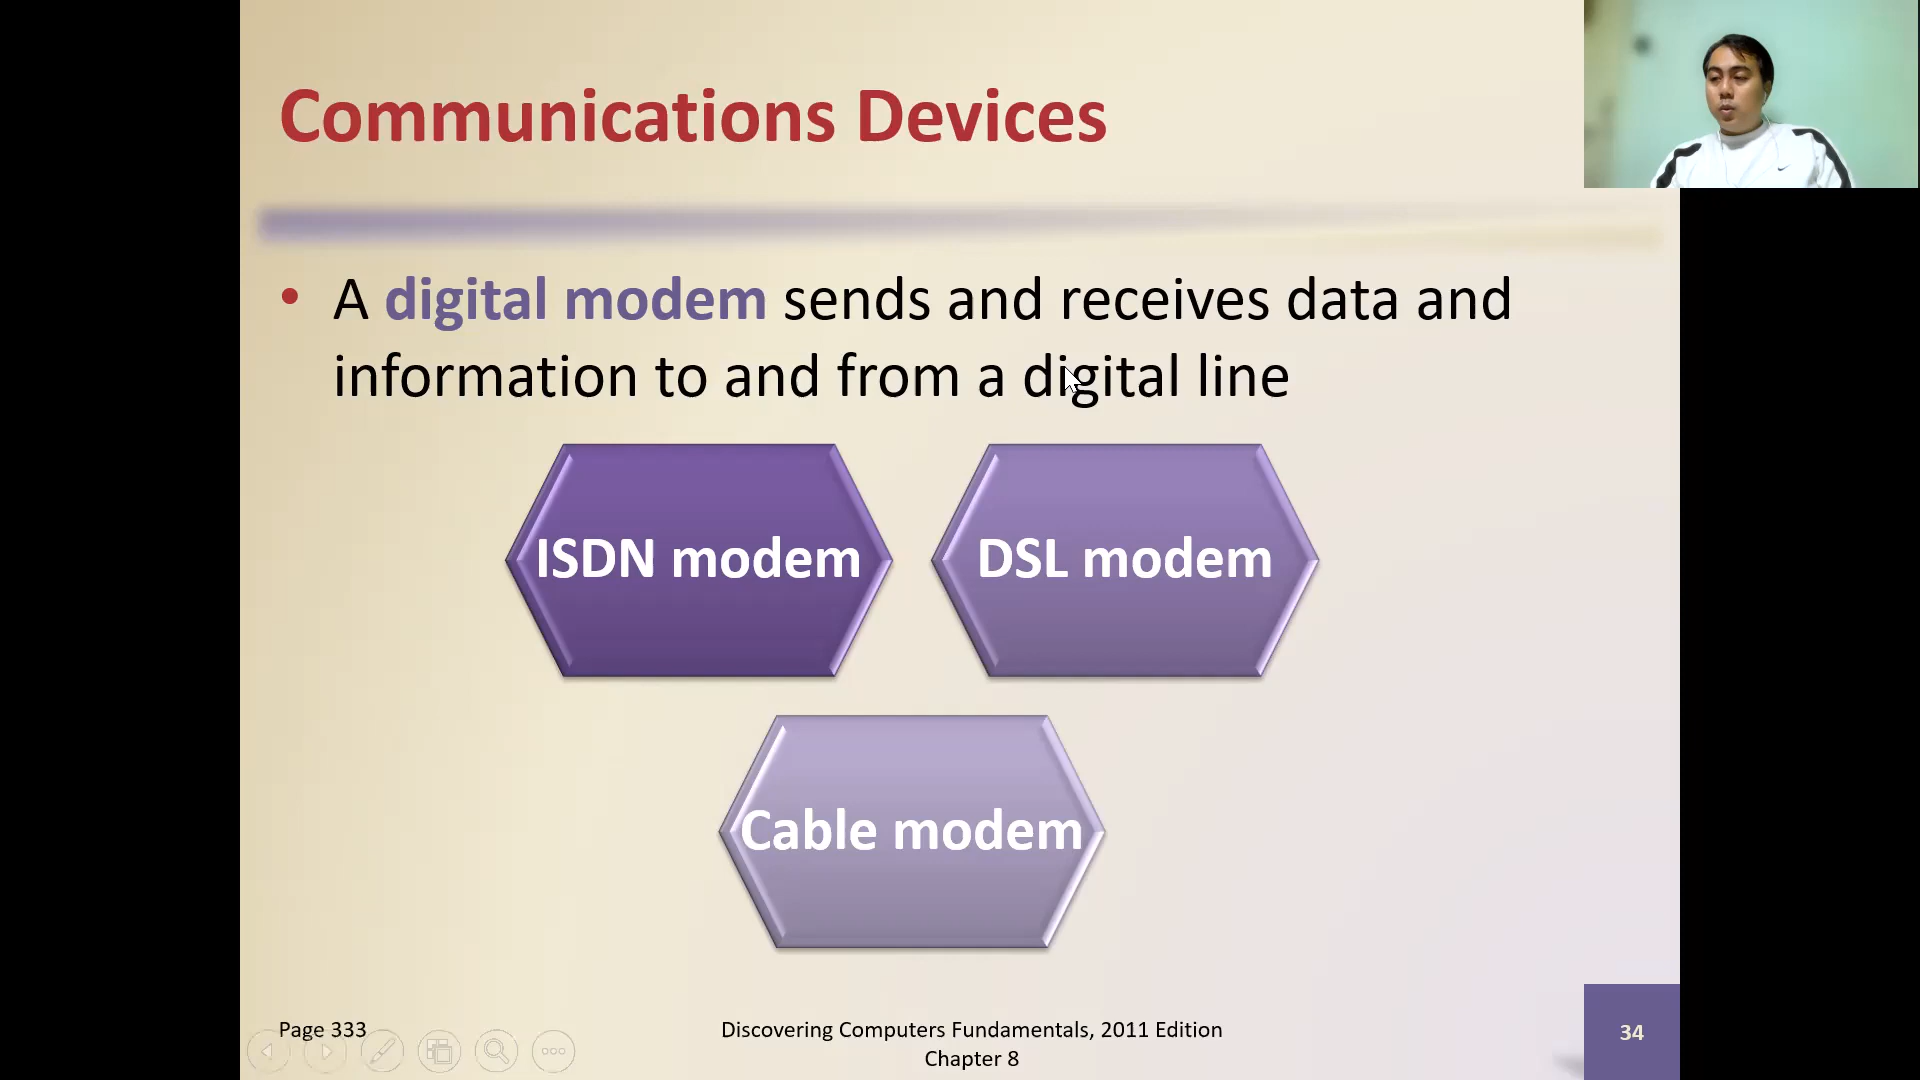 Communications Devices
• A digital modem sends and receives data and
information to and from a digital line
ISDN modem
DSL modem
Cable modem
Page 333
Discovering Computers Fundamentals, 2011 Edition
Chapter 8
34